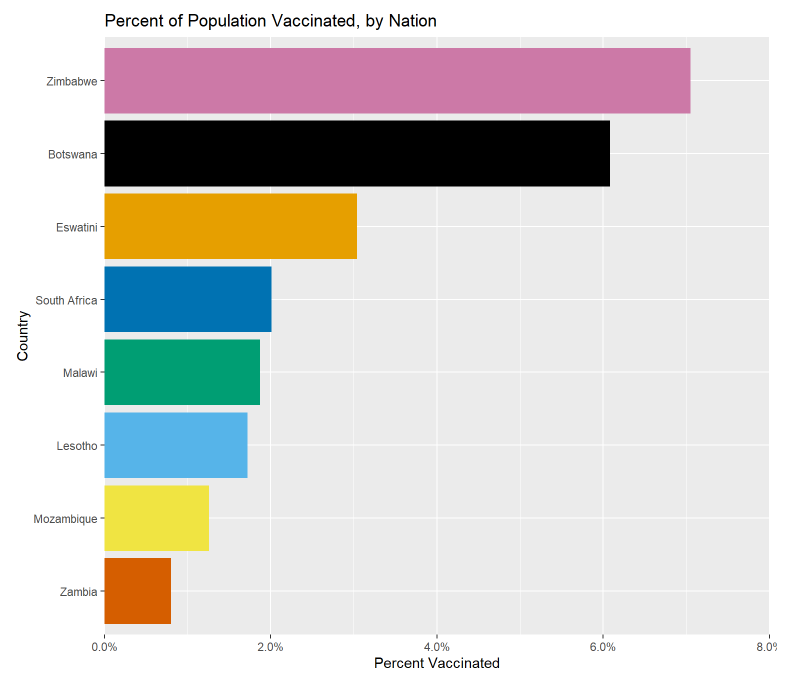 Percent of Population Vaccinated, by Nation
Zimbabwe
Botswana
Eswatini
South Africa
Malawi
Lesotho
Mozambique
Zambia
Country
0.0% 2.0% 4.0% 6.0% 8.0%
Percent Vaccinated